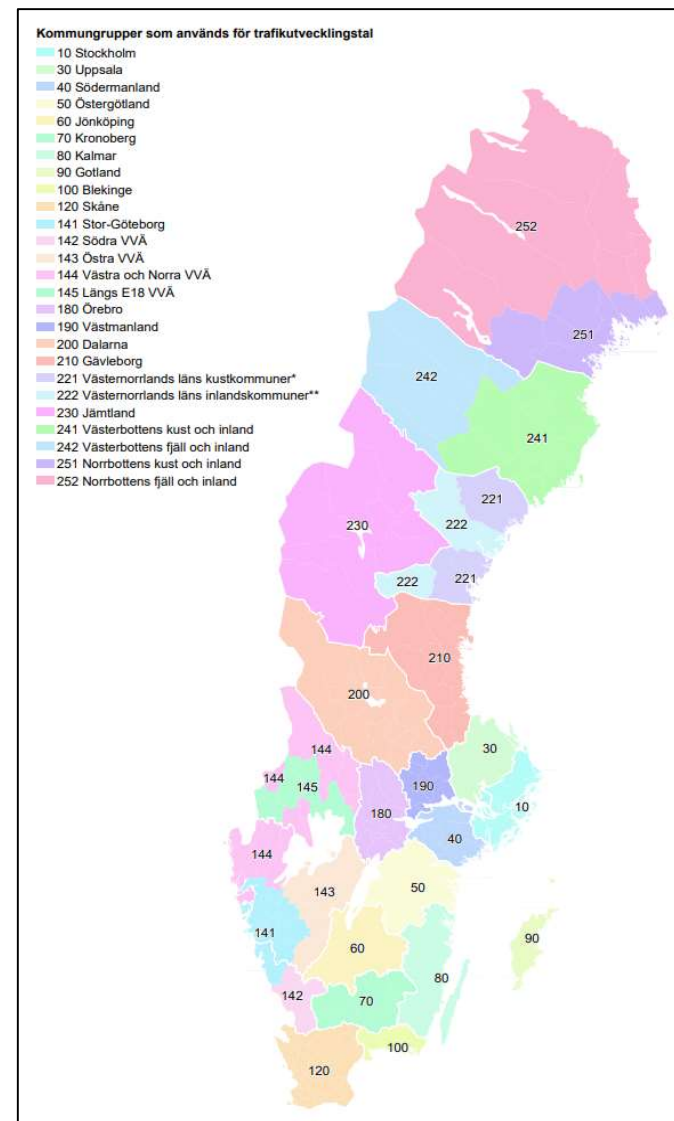 Kommungrupper som används för trafikutvecklingstal
10 Stockholm
30 Uppsala
40 Södermanland
50 Östergötland
60 Jönköping
70 Kronoberg
80 Kalmar
90 Gotland
100 Blekinge
120 Skåne
141 Stor-Göteborg
142 Södra VVÄ
143 Östra VVÄ
144 Västra och Norra VVÄ
145 Längs E18 VVÄ
180 Örebro
190 Västmanland
200 Dalarna
210 Gävleborg
221 Västernorrlands läns kustkommuner*
222 Västernorrlands läns inlandskommuner**
230 Jämtland
241 Västerbottens kust och inland
242 Västerbottens fjäll och inland
251 Norrbottens kust och inland
252 Norrbottens fjäll och inland
252
251
242
241
221
222
230
222
221
210
200
30
144
144
145
190
10
180
40
144
143
50
141
60
90
80
142
70
100
120